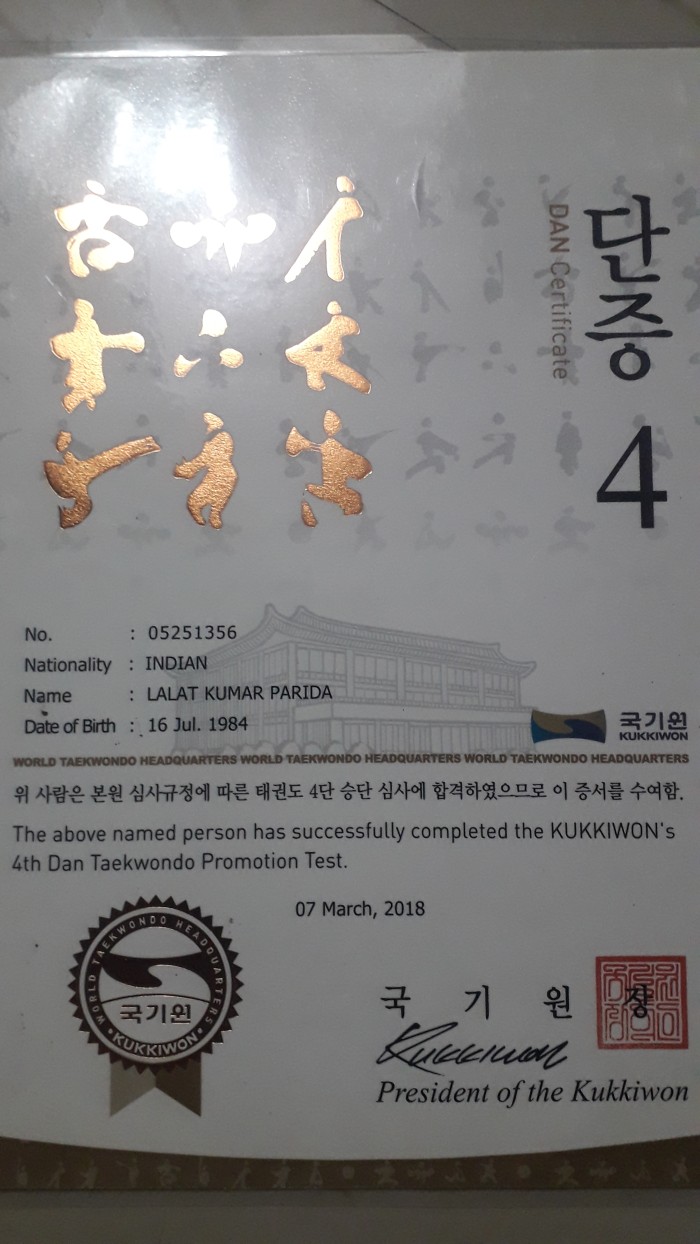 단증
DAN Certificate
4
No. : 05251356
Nationality : INDIAN
Name : LALAT KUMAR PARIDA
Date of Birth : 16 Jul. 1984
국기원
KUKKIWON
WORLD TAEKWONDO HEADQUARTERS WORLD TAEKWONDO HEADQUARTERS WORLD TAEKWONDO HEADQUARTERS
위 사람은 본원 심사규정에 따른 태권도 4단 승단 심사에 합격하였으므로 이 증서를 수여함.
The above named person has successfully completed the KUKKIWON's
4th Dan Taekwondo Promotion Test.
07 March, 2018
WORLD TAEKWONDO HEADQUARTERS
국기원
KUKKIWON
국 기 원 장
Kukkiwon
President of the Kukkiwon